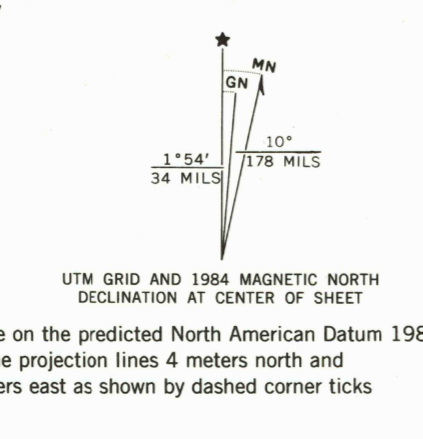 MN
GN
1°54'
34 MILS
10°
178 MILS
UTM GRID AND 1984 MAGNETIC NORTH
DECLINATION AT CENTER OF SHEET
e on the predicted North American Datum 198
e projection lines 4 meters north and
ers east as shown by dashed corner ticks